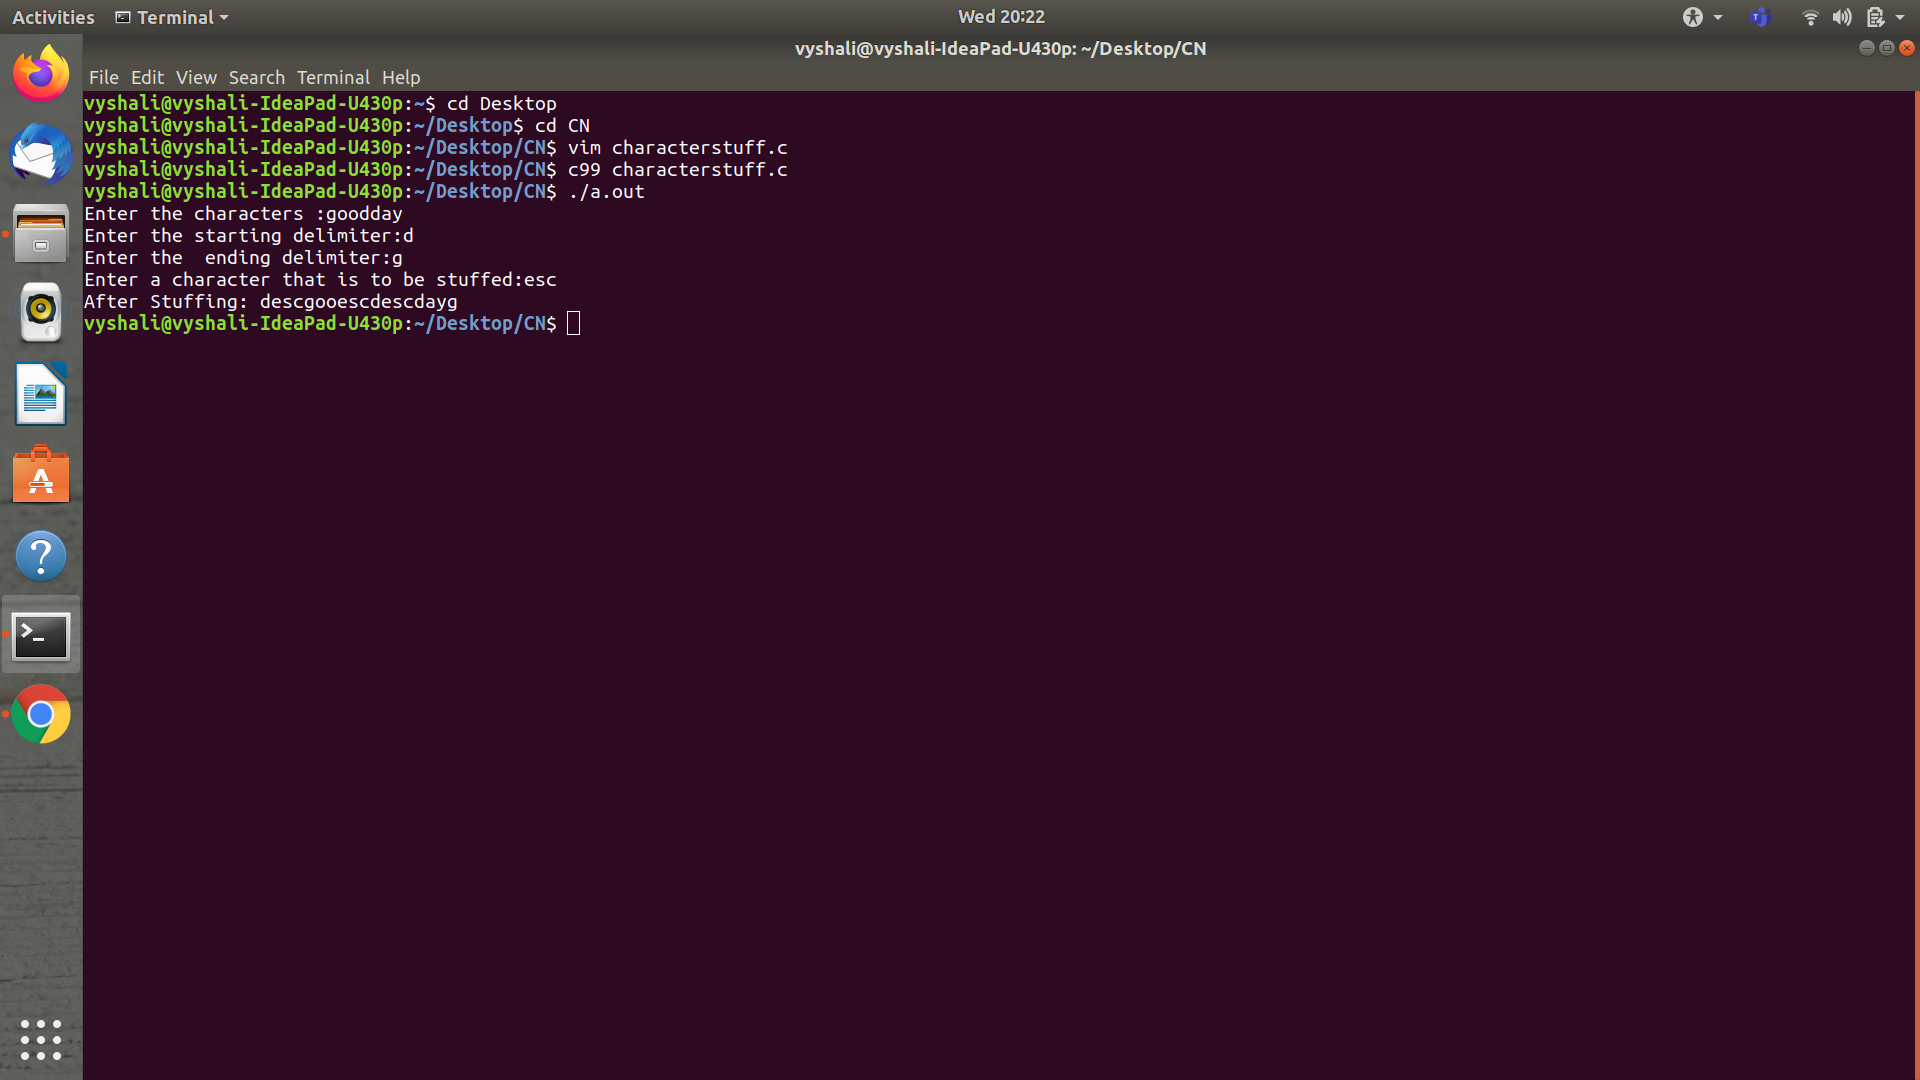 Activities Terminal Wed 20:22
vyshali@vyshali-IdeaPad-U430p: ~/Desktop/CN
File Edit View Search Terminal Help
vyshali@vyshali-IdeaPad-U430p:~$ cd Desktop
vyshali@vyshali-IdeaPad-U430p:~/Desktop$ cd CN
vyshali@vyshali-IdeaPad-U430p:~/Desktop/CN$ vim characterstuff.c
vyshali@vyshali-IdeaPad-U430p:~/Desktop/CN$ c99 characterstuff.c
vyshali@vyshali-IdeaPad-U430p:~/Desktop/CN$ ./a.out
Enter the characters :goodday
Enter the starting delimiter:d
Enter the  ending delimiter:g
Enter a character that is to be stuffed:esc
After Stuffing: descgooescdescdayg
vyshali@vyshali-IdeaPad-U430p:~/Desktop/CN$